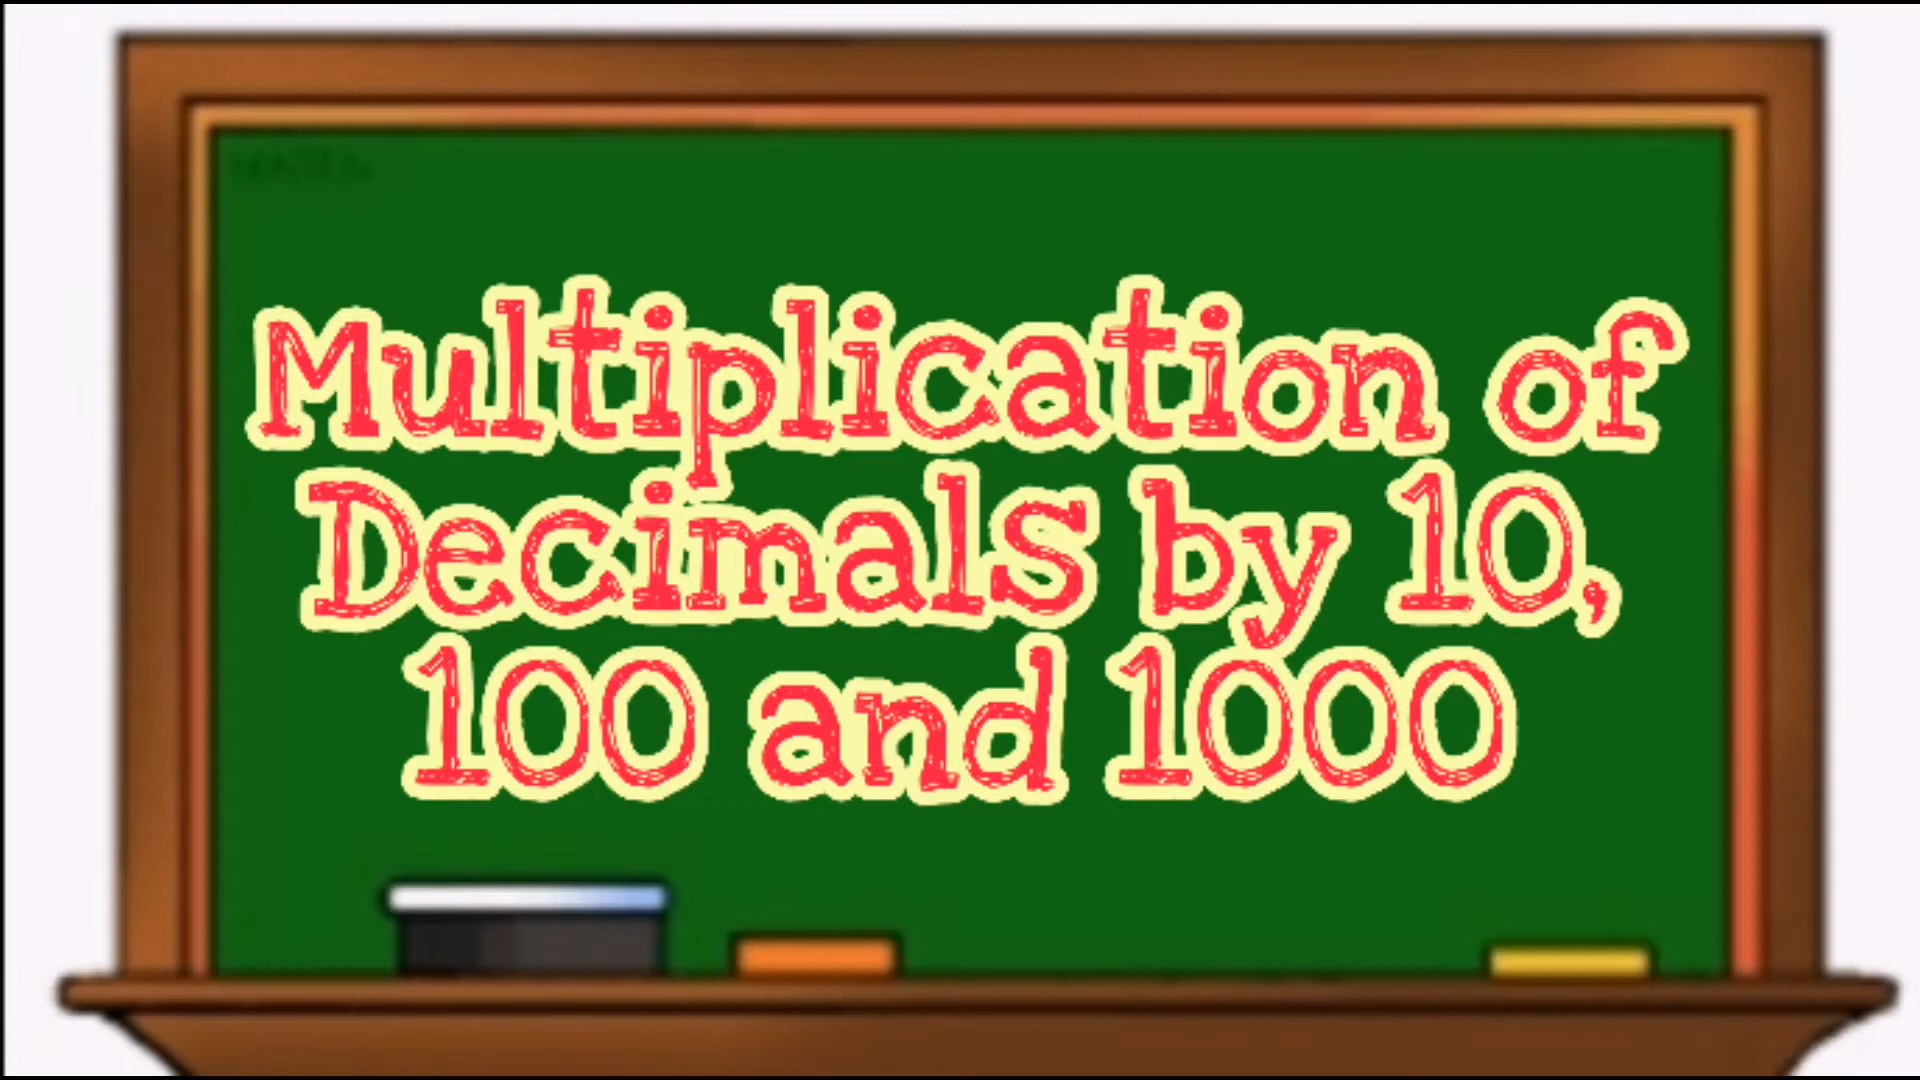 Multiplication of
Decimals by 10,
100 and 1000